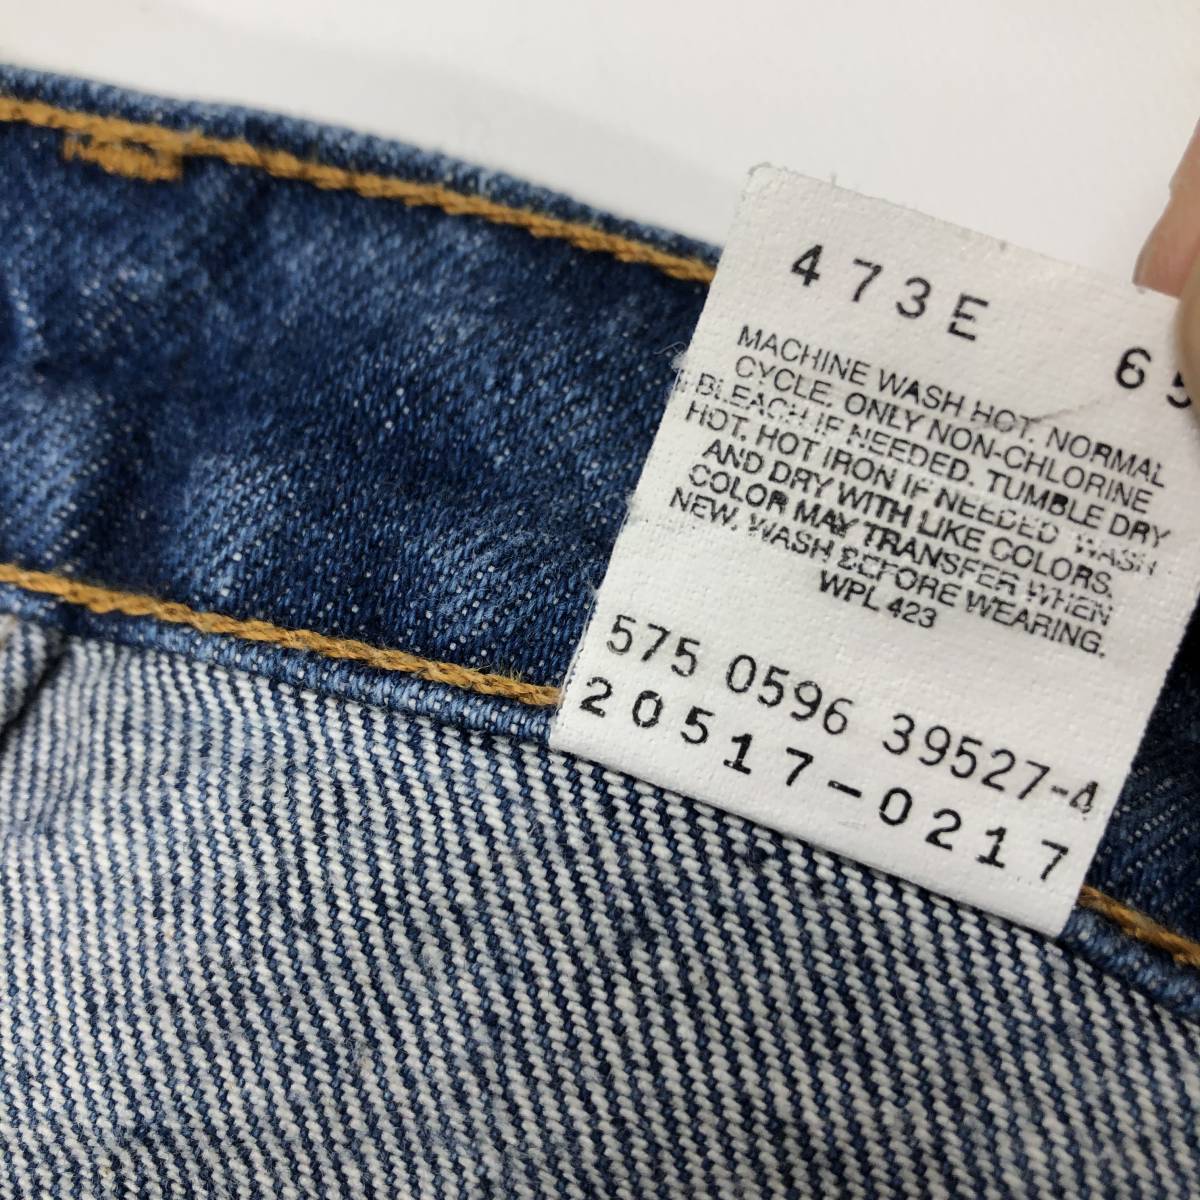 473E 65
MACHINE WASH HOT. NORMAL
CYCLE. ONLY NON-CHLORINE
BLEACH IF NEEDED. TUMBLE DRY
HOT. HOT IRON IF NEEDED WASH
AND DRY WITH LIKE COLORS.
COLOR MAY TRANSFER WHEN
NEW. WASH BEFORE WEARING.
WPL 423
575 0596 39527-4
20517-0217